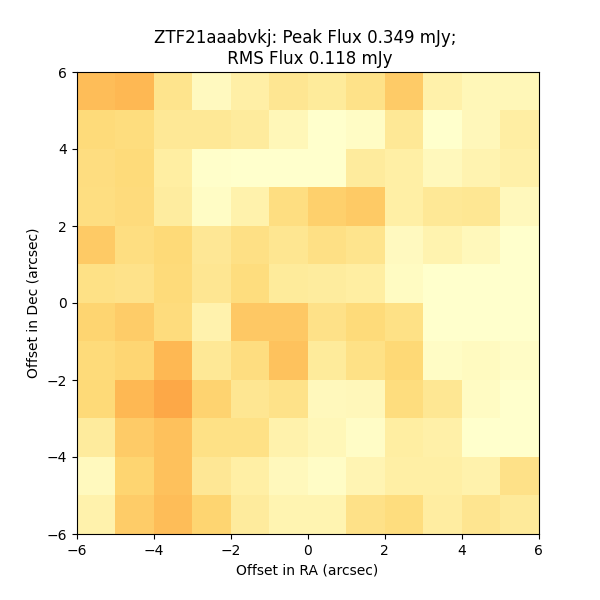 ZTF21aaabvkj: Peak Flux 0.349 mJy;
RMS Flux 0.118 mJy
6
4
2
0
−2
−4
−6
Offset in Dec (arcsec)
−6 −4 −2 0 2 4 6
Offset in RA (arcsec)